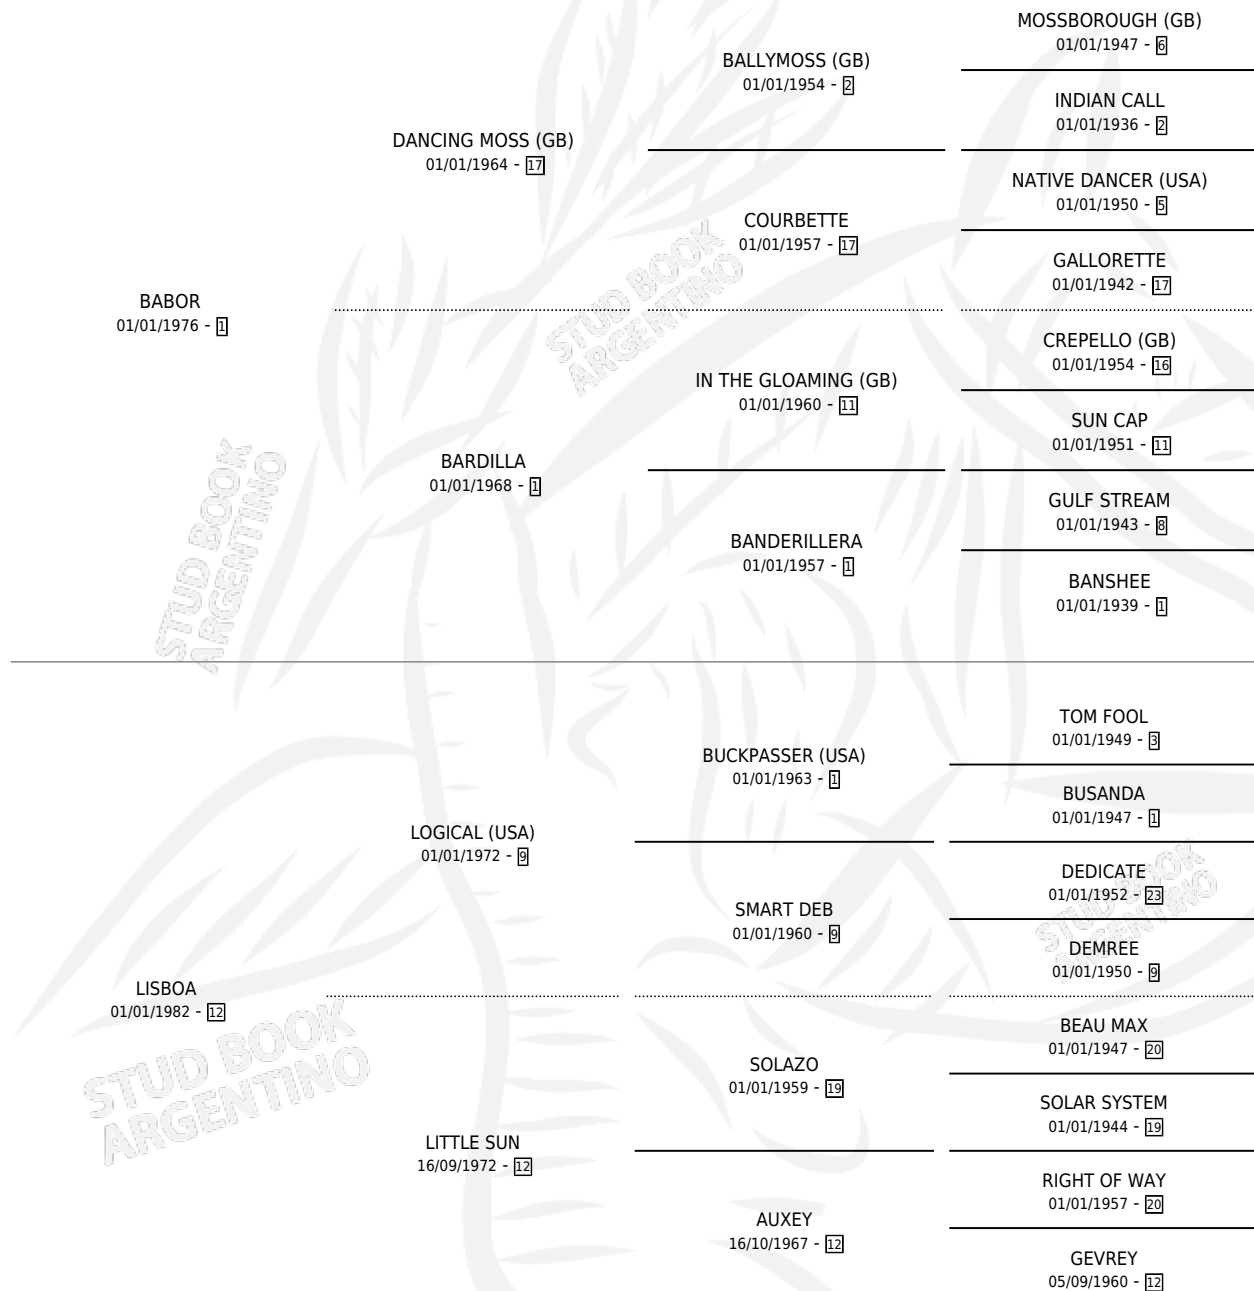 MOSSBOROUGH (GB)
01/01/1947 - 6
BALLYMOSS (GB)
01/01/1954 - 2
INDIAN CALL
01/01/1936 - 2
DANCING MOSS (GB)
01/01/1964 - 17
NATIVE DANCER (USA)
01/01/1950 - 5
COURBETTE
01/01/1957 - 17
GALLORETTE
01/01/1942 - 17
BABOR
01/01/1976 - 1
STUD BOOK
ARGENTINO
CREPELLO (GB)
01/01/1954 - 16
IN THE GLOAMING (GB)
01/01/1960 - 11
SUN CAP
01/01/1951 - 11
BARDILLA
01/01/1968 - 1
GULF STREAM
01/01/1943 - 8
BANDERILLERA
01/01/1957 - 1
BANSHEE
01/01/1939 - 1
STUD BOOK
ARGENTINO
TOM FOOL
01/01/1949 - 3
BUCKPASSER (USA)
01/01/1963 - 1
BUSANDA
01/01/1947 - 1
LOGICAL (USA)
01/01/1972 - 9
DEDICATE
01/01/1952 - 23
SMART DEB
01/01/1960 - 9
DEMREE
01/01/1950 - 9
STUD BOOK
ARGENTINO
LISBOA
01/01/1982 - 12
BEAU MAX
01/01/1947 - 20
SOLAZO
01/01/1959 - 19
SOLAR SYSTEM
01/01/1944 - 19
STUD BOOK
ARGENTINO
LITTLE SUN
16/09/1972 - 12
RIGHT OF WAY
01/01/1957 - 20
AUXEY
16/10/1967 - 12
GEVREY
05/09/1960 - 12